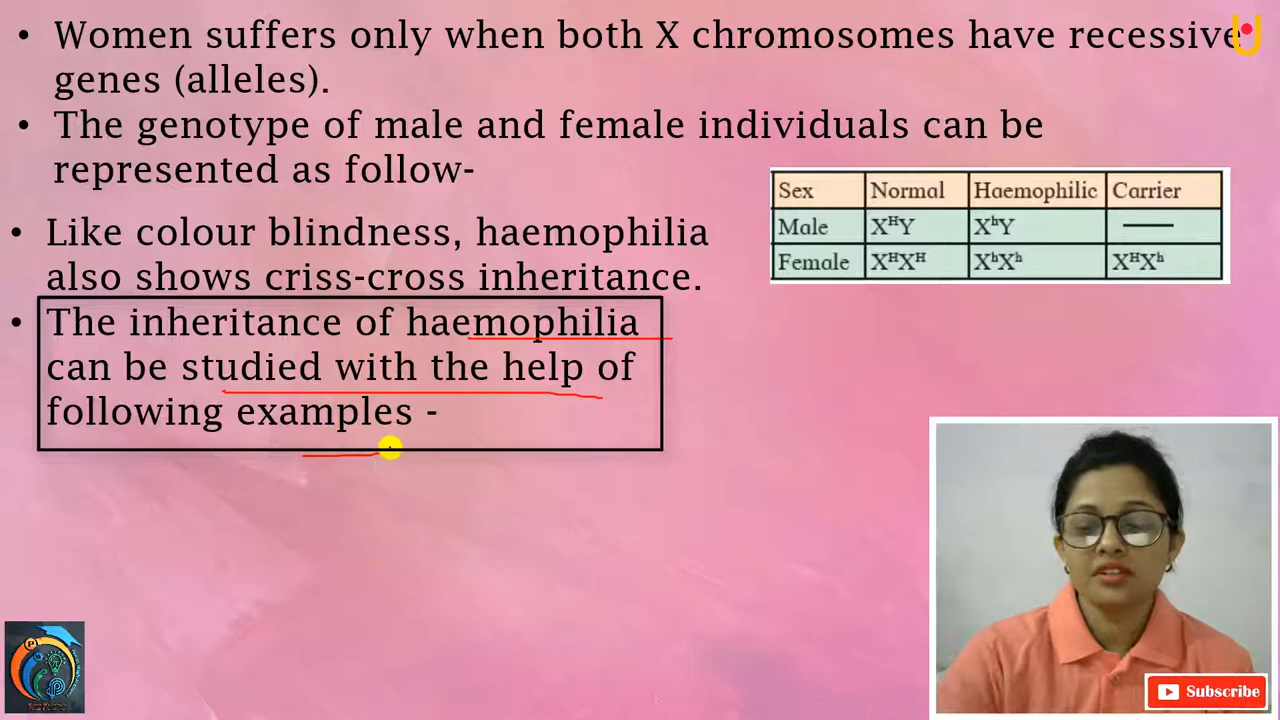 • Women suffers only when both X chromosomes have recessive
genes (alleles).
• The genotype of male and female individuals can be
represented as follow-
Sex Normal Haemophilic Carrier
Male XᴴY XʰY —
Female XᴴXᴴ XʰXʰ XᴴXʰ
• Like colour blindness, haemophilia
also shows criss-cross inheritance.
• The inheritance of haemophilia
can be studied with the help of
following examples -
Subscribe